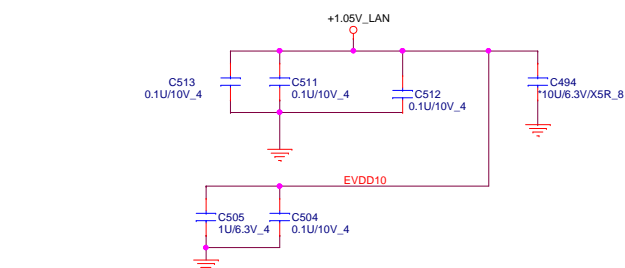 +1.05V_LAN
C513
0.1U/10V_4
C511
0.1U/10V_4
C512
0.1U/10V_4
C494
*10U/6.3V/X5R_8
EVDD10
C505
1U/6.3V_4
C504
0.1U/10V_4